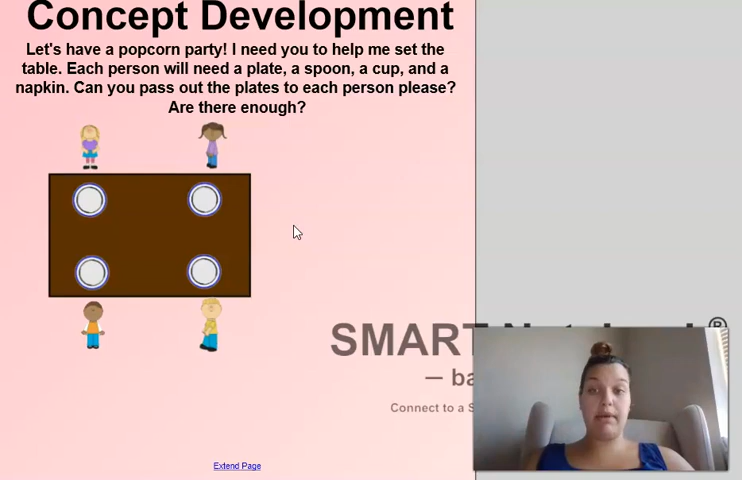 Concept Development
Let's have a popcorn party! I need you to help me set the
table. Each person will need a plate, a spoon, a cup, and a
napkin. Can you pass out the plates to each person please?
Are there enough?
SMART
— ba
Connect to a S
Extend Page